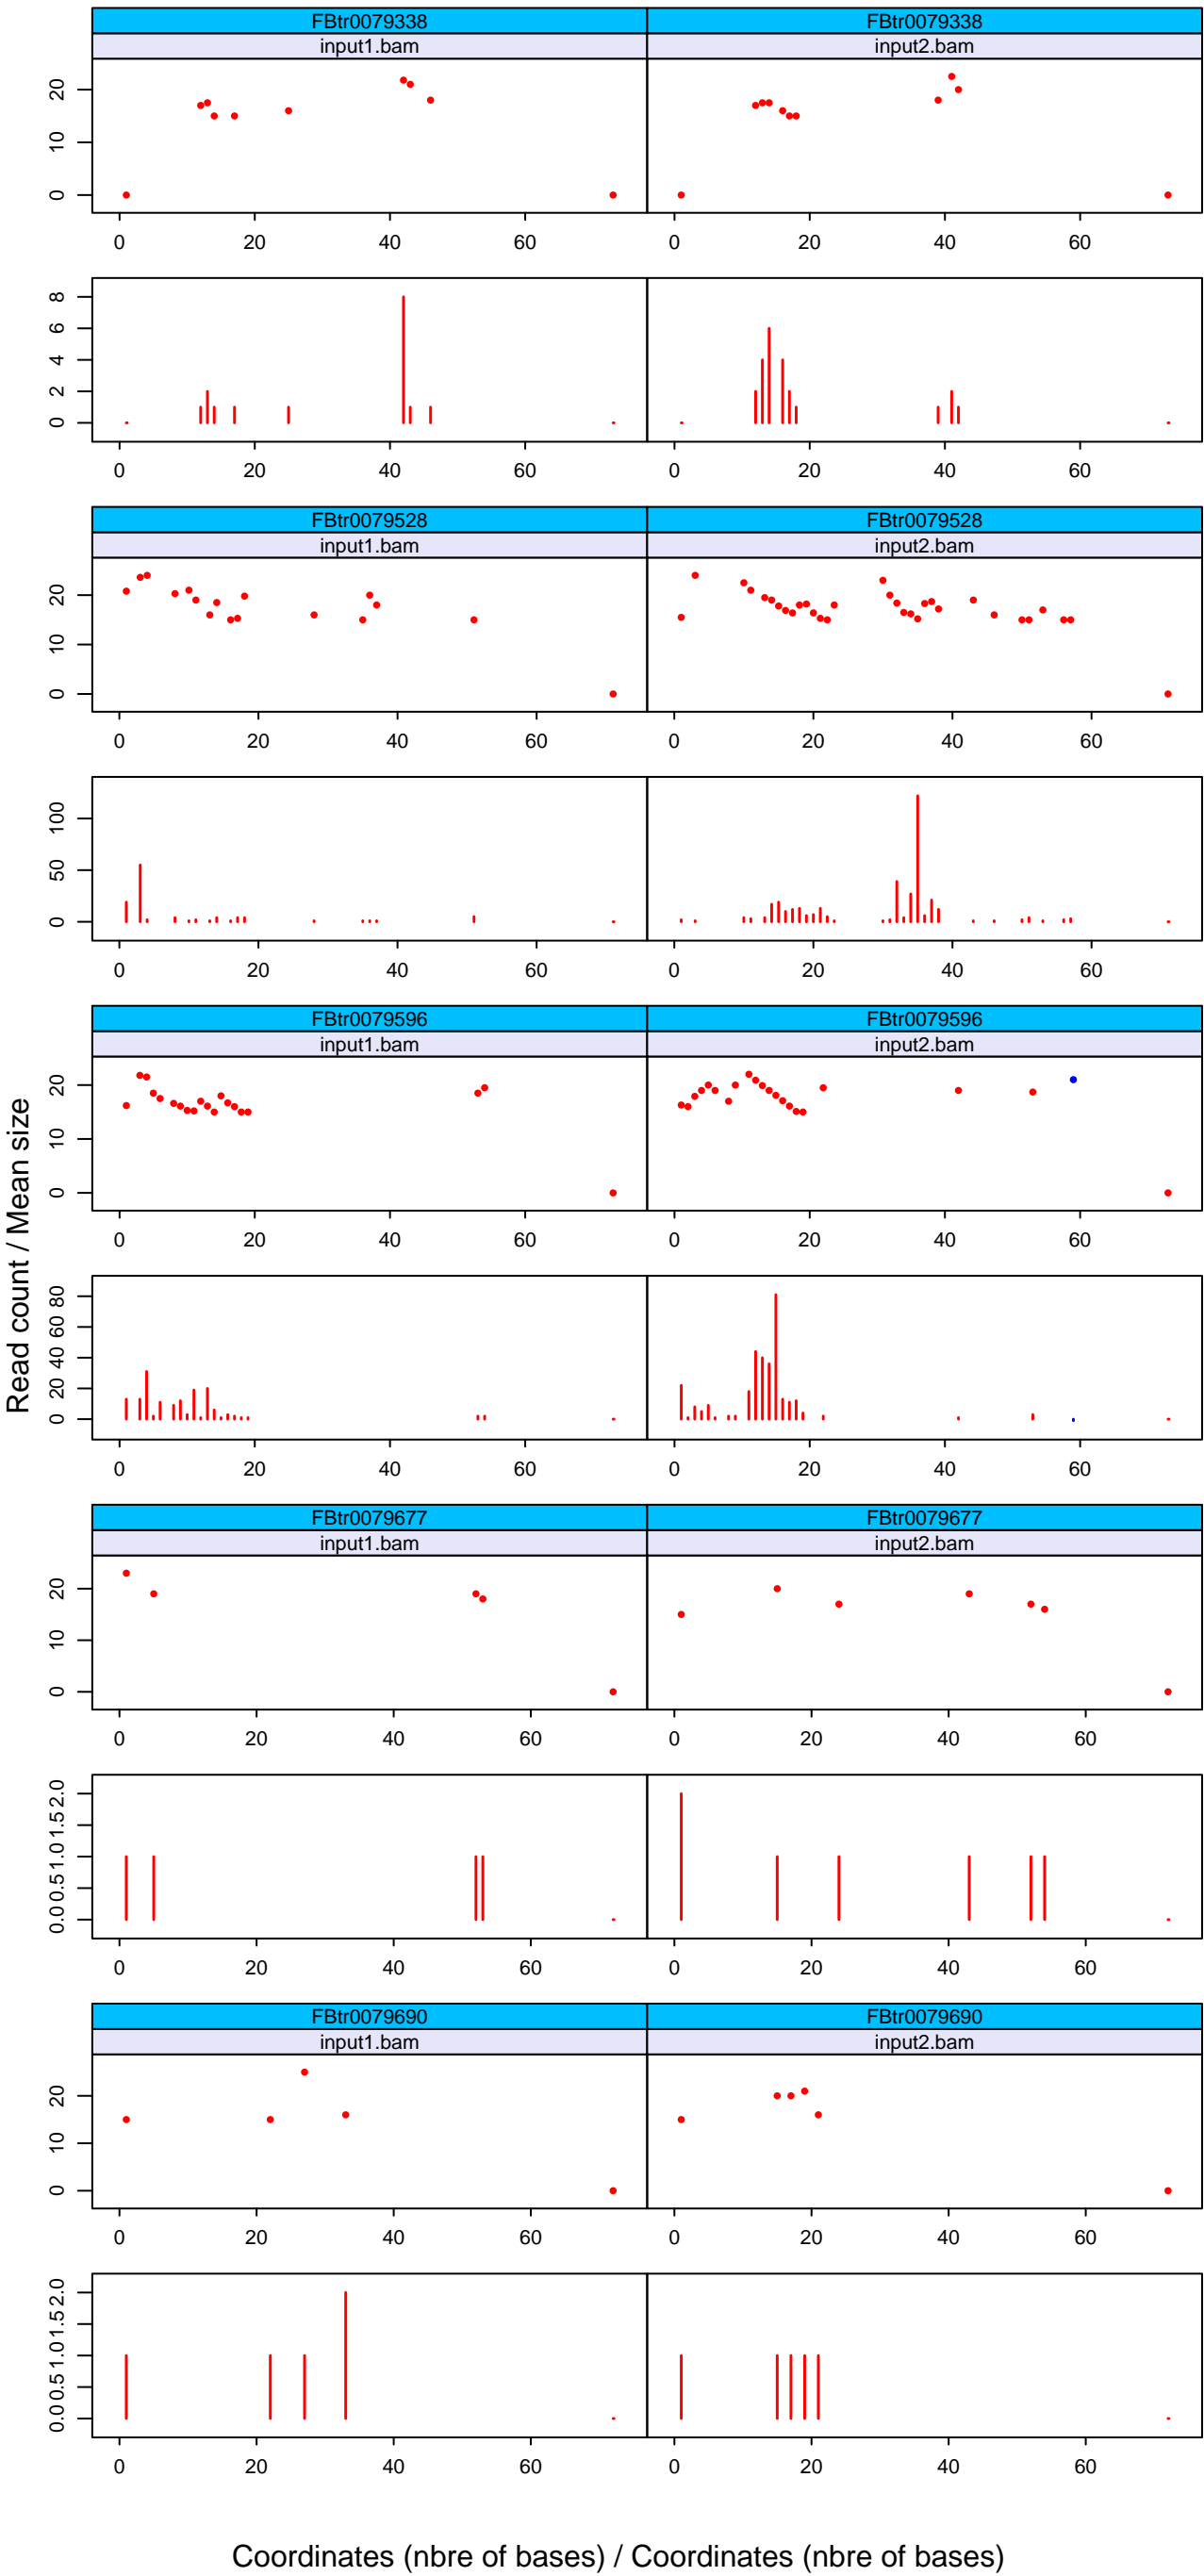 FBtr0079338 FBtr0079338
input1.bam input2.bam
20
10
0
0 20 40 60 0 20 40 60
8
6
4
2
0
0 20 40 60 0 20 40 60
FBtr0079528 FBtr0079528
input1.bam input2.bam
20
10
0
0 20 40 60 0 20 40 60
100
50
0
0 20 40 60 0 20 40 60
FBtr0079596 FBtr0079596
input1.bam input2.bam
20
10
0
0 20 40 60 0 20 40 60
80
60
40
20
0
0 20 40 60 0 20 40 60
FBtr0079677 FBtr0079677
input1.bam input2.bam
20
10
0
0 20 40 60 0 20 40 60
2.0
1.5
1.0
0.5
0.0
0 20 40 60 0 20 40 60
FBtr0079690 FBtr0079690
input1.bam input2.bam
20
10
0
0 20 40 60 0 20 40 60
2.0
1.5
1.0
0.5
0.0
0 20 40 60 0 20 40 60
Read count / Mean size
Coordinates (nbre of bases) / Coordinates (nbre of bases)